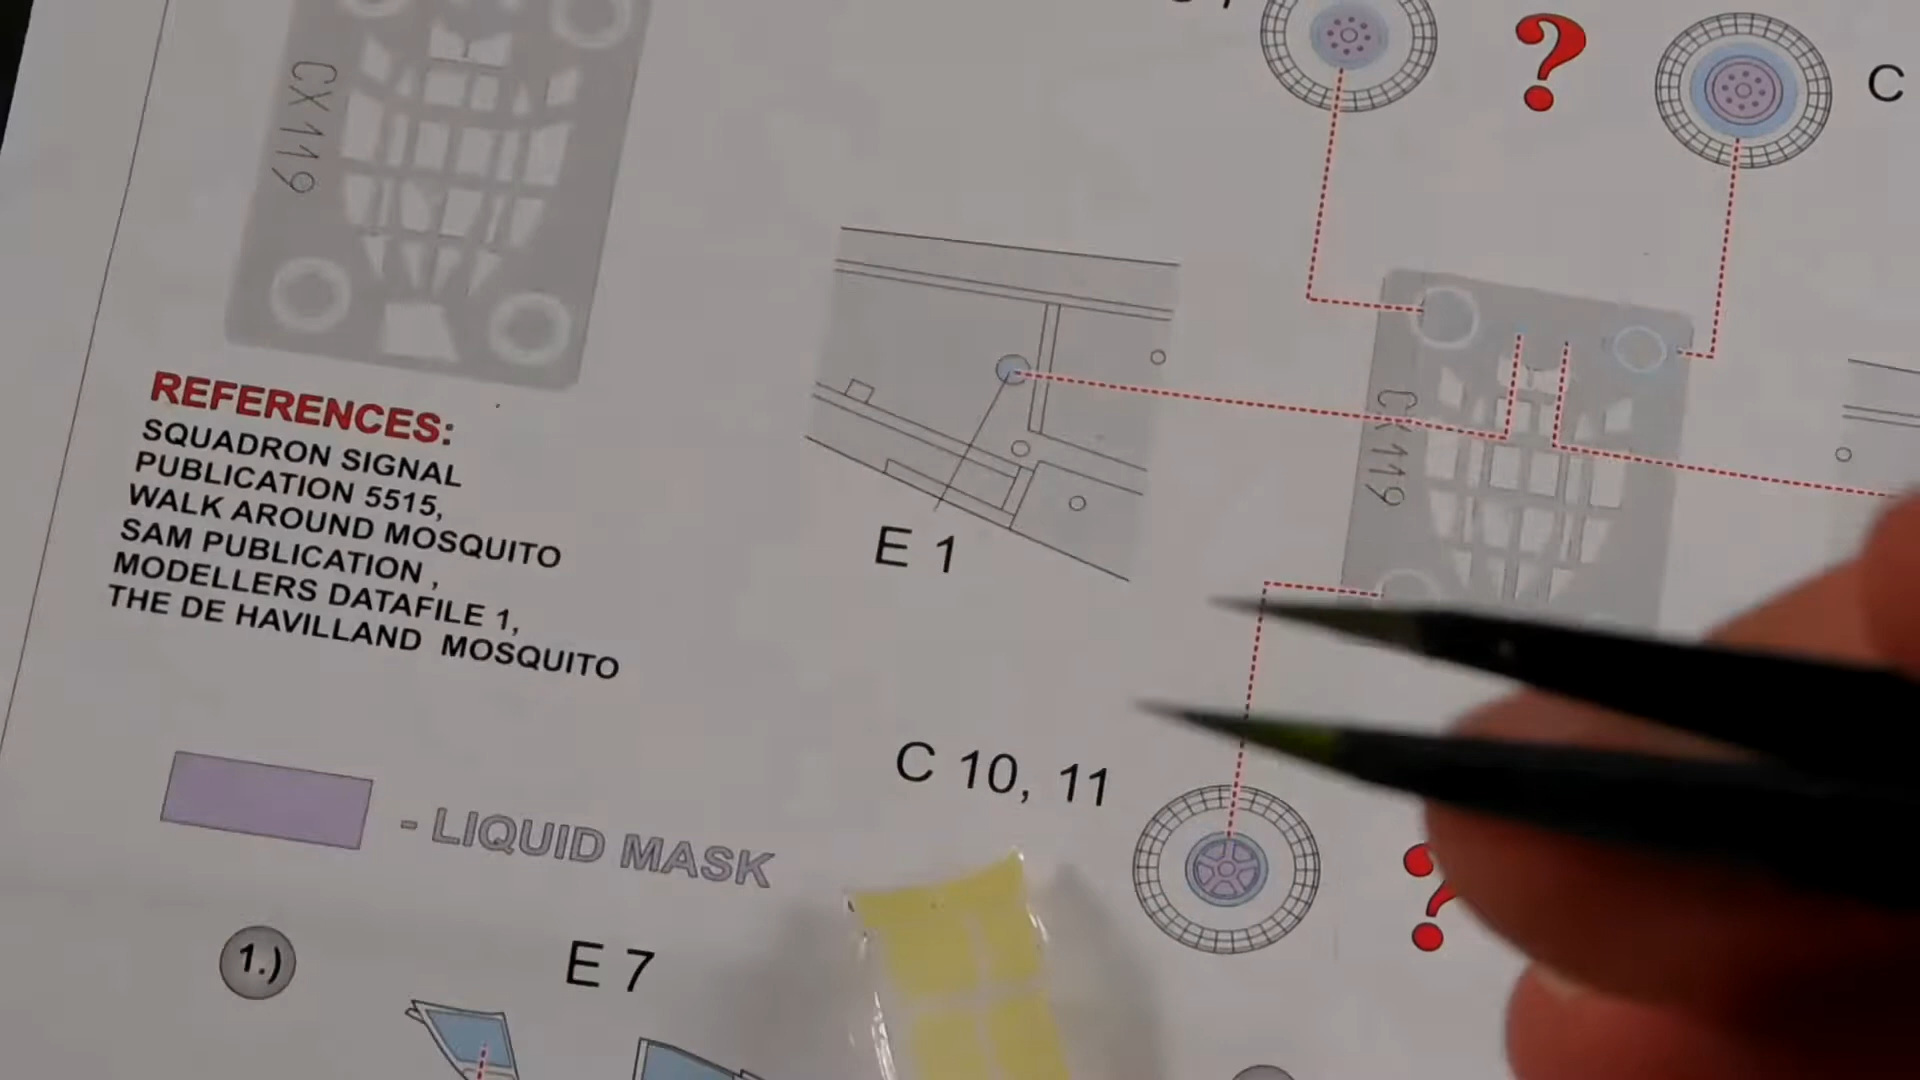 CX119
C
CX119
E 1
REFERENCES:
SQUADRON SIGNAL
PUBLICATION 5515,
WALK AROUND MOSQUITO
SAM PUBLICATION ,
MODELLERS DATAFILE 1,
THE DE HAVILLAND MOSQUITO
C 10, 11
?
?
- LIQUID MASK
1.)
E 7